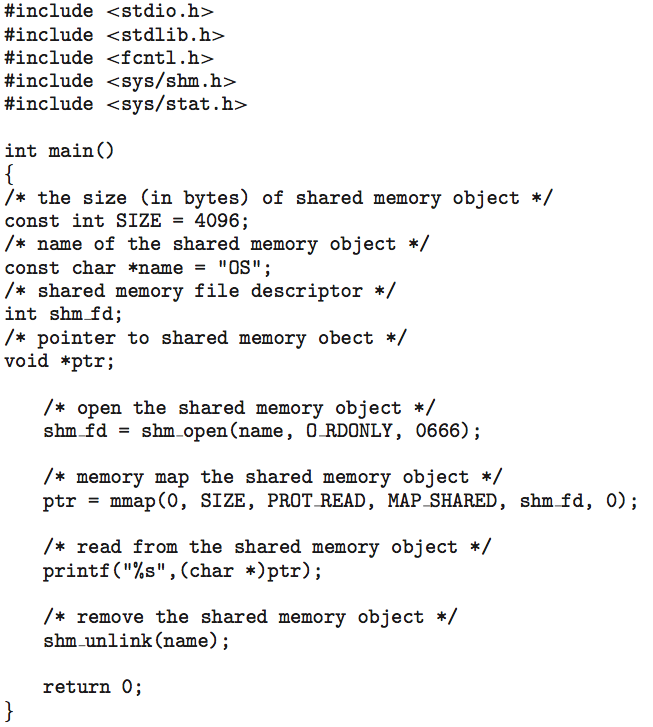 #include <stdio.h>
#include <stdlib.h>
#include <fcntl.h>
#include <sys/shm.h>
#include <sys/stat.h>

int main()
{
/* the size (in bytes) of shared memory object */
const int SIZE = 4096;
/* name of the shared memory object */
const char *name = "OS";
/* shared memory file descriptor */
int shm_fd;
/* pointer to shared memory obect */
void *ptr;

    /* open the shared memory object */
    shm_fd = shm_open(name, O_RDONLY, 0666);

    /* memory map the shared memory object */
    ptr = mmap(0, SIZE, PROT_READ, MAP_SHARED, shm_fd, 0);

    /* read from the shared memory object */
    printf("%s",(char *)ptr);

    /* remove the shared memory object */
    shm_unlink(name);

    return 0;
}